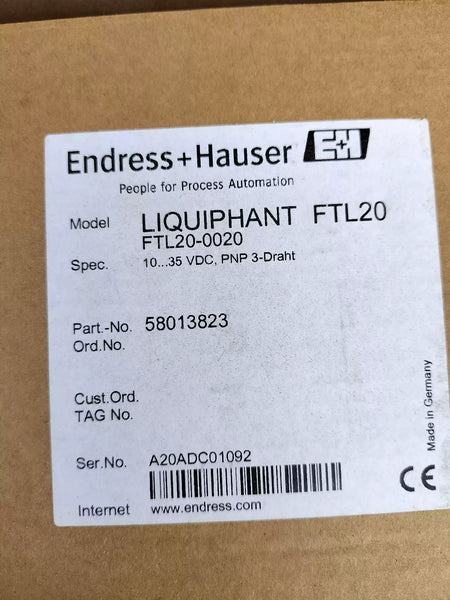 Endress+Hauser E+H
People for Process Automation
Model LIQUIPHANT FTL20
FTL20-0020
Spec. 10...35 VDC, PNP 3-Draht
Part.-No. 58013823
Ord.No.
Cust.Ord.
TAG No.
Made in Germany
Ser.No. A20ADC01092
CE
Internet www.endress.com